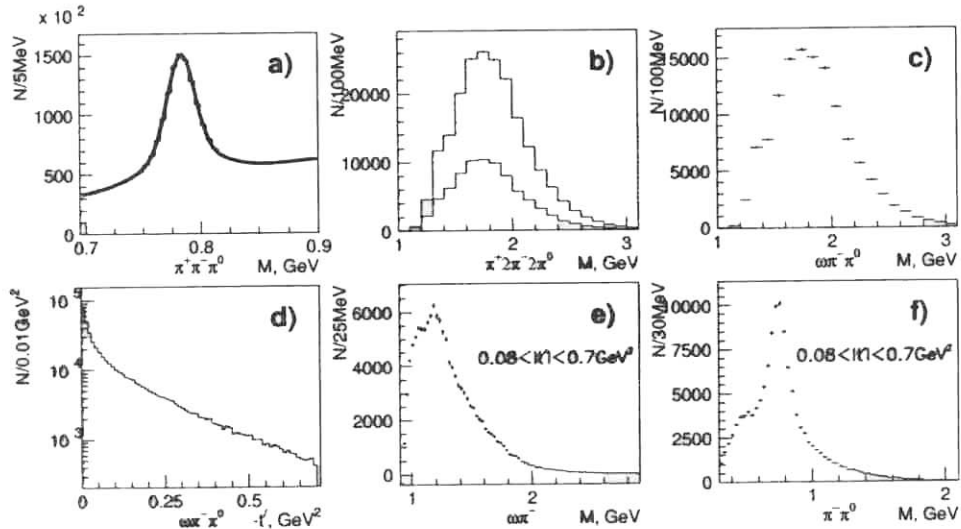 × 10²
N/5MeV
1500
1000
500
0
0.7 0.8 0.9
π⁺π⁻π⁰ M, GeV
a)
N/100MeV
20000
10000
0
1 2 3
π⁺2π⁻2π⁰ M, GeV
b)
N/100MeV
15000
10000
5000
0
1 2 3
ωπ⁻π⁰ M, GeV
c)
N/0.01GeV²
10⁵
10⁴
10³
0 0.25 0.5
ωπ⁻π⁰ -t′, GeV²
d)
N/25MeV
6000
4000
2000
0
1 2
ωπ⁻ M, GeV
e)
0.08<|t′|<0.7GeV²
N/30MeV
10000
7500
5000
2500
0
1 2
π⁻π⁰ M, GeV
f)
0.08<|t′|<0.7GeV²